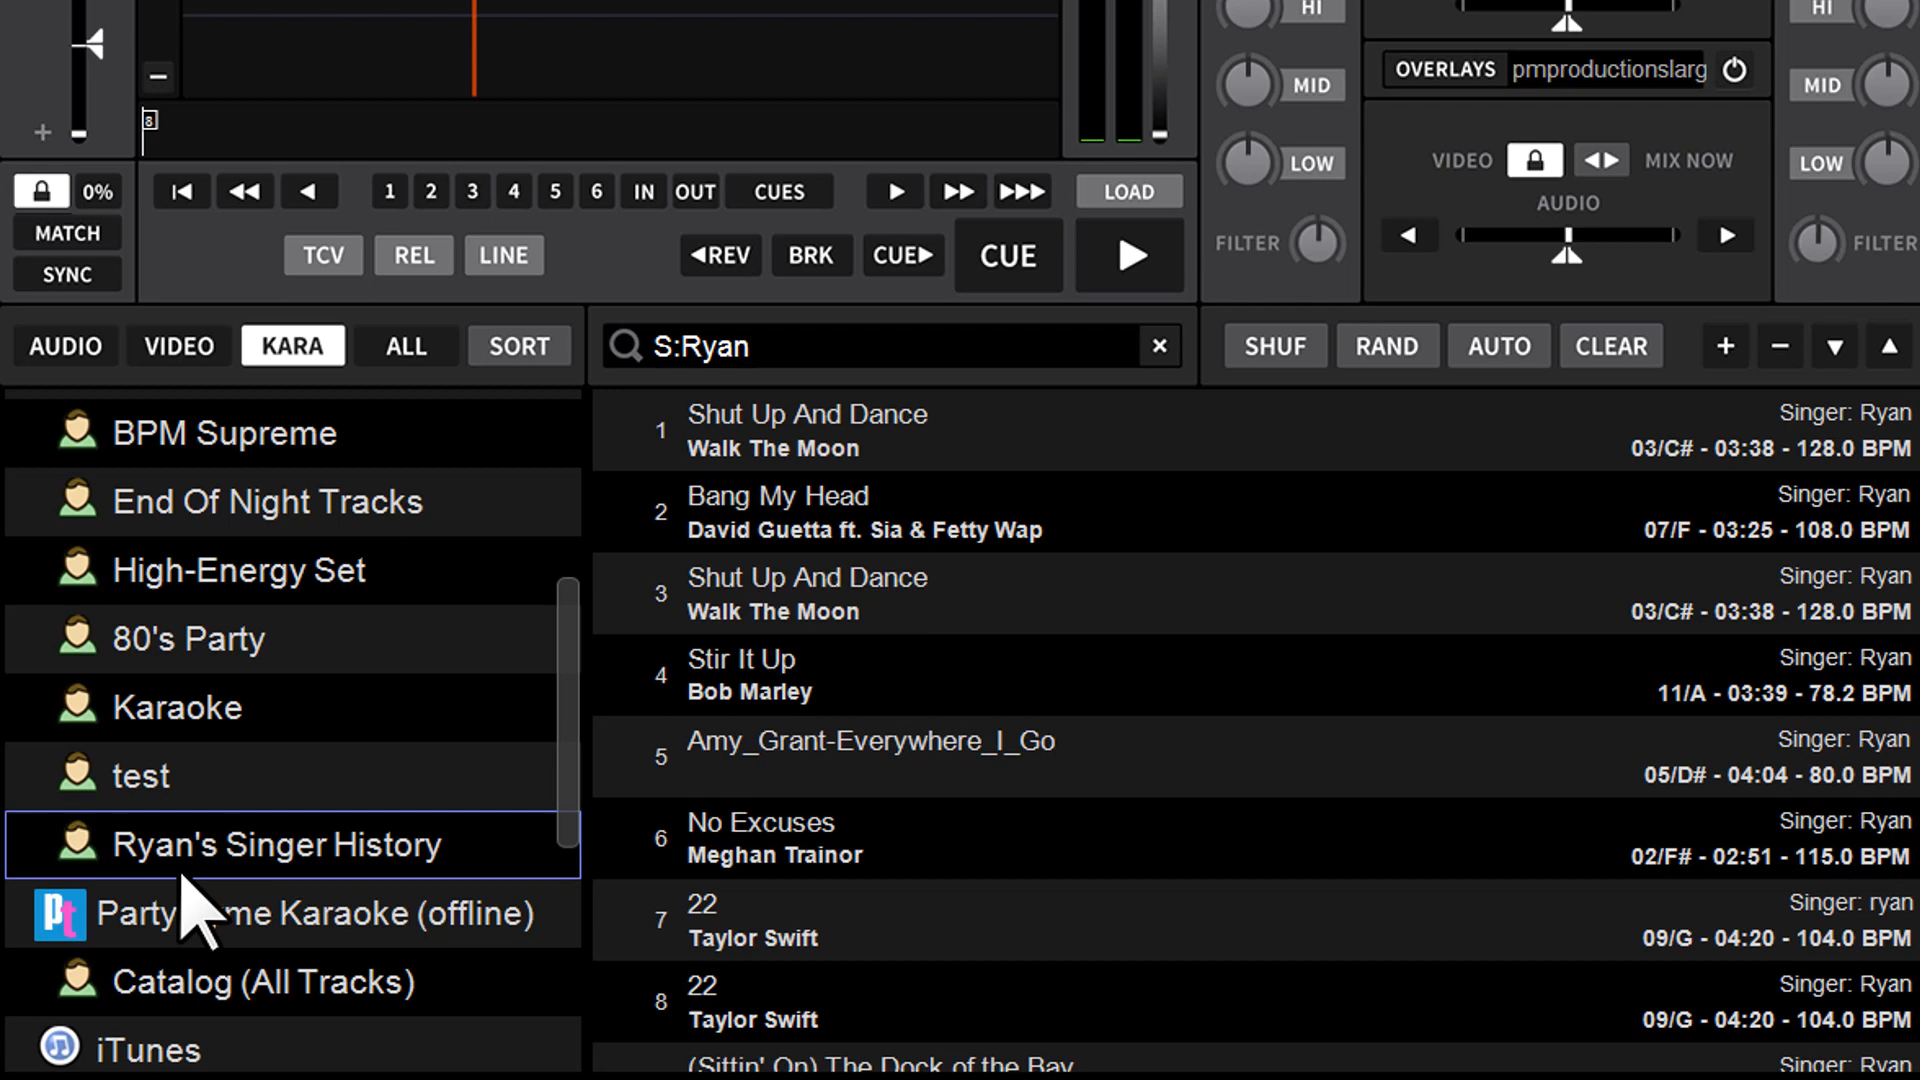 HI
HI
OVERLAYS pmproductionslarg
MID
MID
8
VIDEO MIX NOW
LOW
LOW
0%
1 2 3 4 5 6 IN OUT CUES
LOAD
AUDIO
MATCH
SYNC
TCV REL LINE
◀REV BRK CUE▶ CUE
FILTER
FILTER
AUDIO VIDEO KARA ALL SORT
S:Ryan
SHUF RAND AUTO CLEAR
BPM Supreme
End Of Night Tracks
High-Energy Set
80's Party
Karaoke
test
Ryan's Singer History
Party me Karaoke (offline)
Catalog (All Tracks)
iTunes
1 Shut Up And Dance Singer: Ryan
Walk The Moon 03/C# - 03:38 - 128.0 BPM
2 Bang My Head Singer: Ryan
David Guetta ft. Sia & Fetty Wap 07/F - 03:25 - 108.0 BPM
3 Shut Up And Dance Singer: Ryan
Walk The Moon 03/C# - 03:38 - 128.0 BPM
4 Stir It Up Singer: Ryan
Bob Marley 11/A - 03:39 - 78.2 BPM
5 Amy_Grant-Everywhere_I_Go Singer: Ryan
05/D# - 04:04 - 80.0 BPM
6 No Excuses Singer: Ryan
Meghan Trainor 02/F# - 02:51 - 115.0 BPM
7 22 Singer: ryan
Taylor Swift 09/G - 04:20 - 104.0 BPM
8 22 Singer: Ryan
Taylor Swift 09/G - 04:20 - 104.0 BPM
(Sittin' On) The Dock of the Bay Singer: Ryan